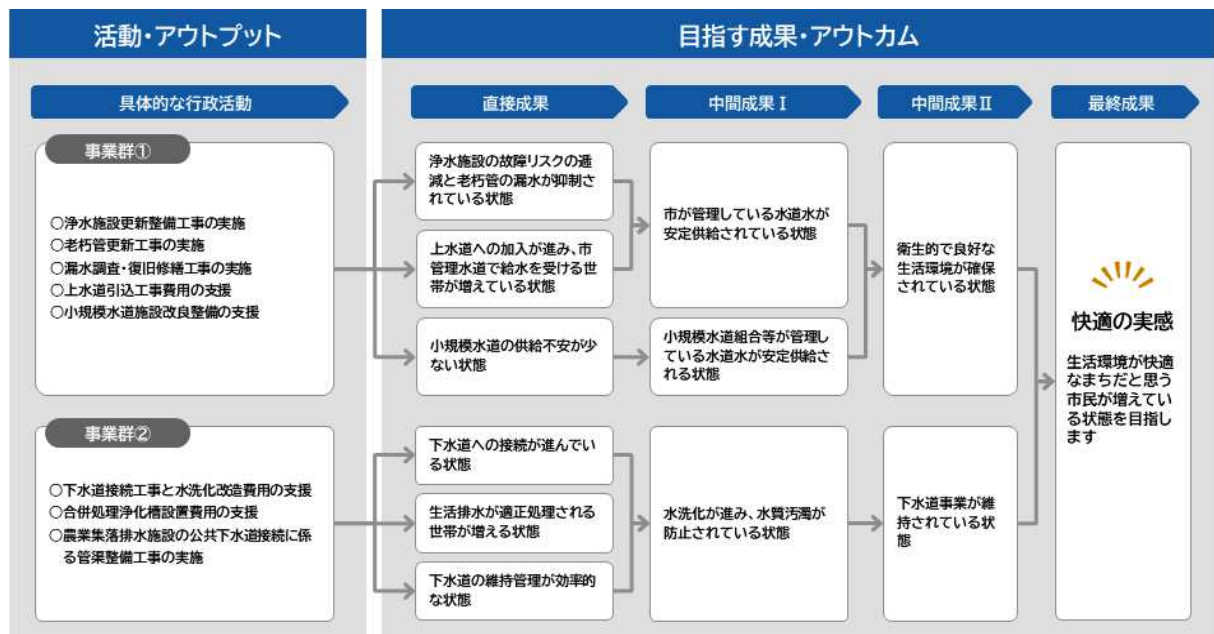 活動・アウトプット
目指す成果・アウトカム
具体的な行政活動
直接成果
中間成果Ⅰ
中間成果Ⅱ
最終成果
事業群①
○浄水施設更新整備工事の実施
○老朽管更新工事の実施
○漏水調査・復旧修繕工事の実施
○上水道引込工事費用の支援
○小規模水道施設改良整備の支援
浄水施設の故障リスクの逓
減と老朽管の漏水が抑制さ
れている状態
上水道への加入が進み、市
管理水道で給水を受ける世
帯が増えている状態
小規模水道の供給不安が少
ない状態
市が管理している水道水が
安定供給されている状態
小規模水道組合等が管理し
ている水道水が安定供給さ
れる状態
衛生的で良好な
生活環境が確保
されている状態
快適の実感
生活環境が快適
なまちだと思う
市民が増えてい
る状態を目指し
ます
事業群②
○下水道接続工事と水洗化改造費用の支援
○合併処理浄化槽設置費用の支援
○農業集落排水施設の公共下水道接続に係
る管渠整備工事の実施
下水道への接続が進んでい
る状態
生活排水が適正処理される
世帯が増える状態
下水道の維持管理が効率的
な状態
水洗化が進み、水質汚濁が
防止されている状態
下水道事業が維
持されている状
態